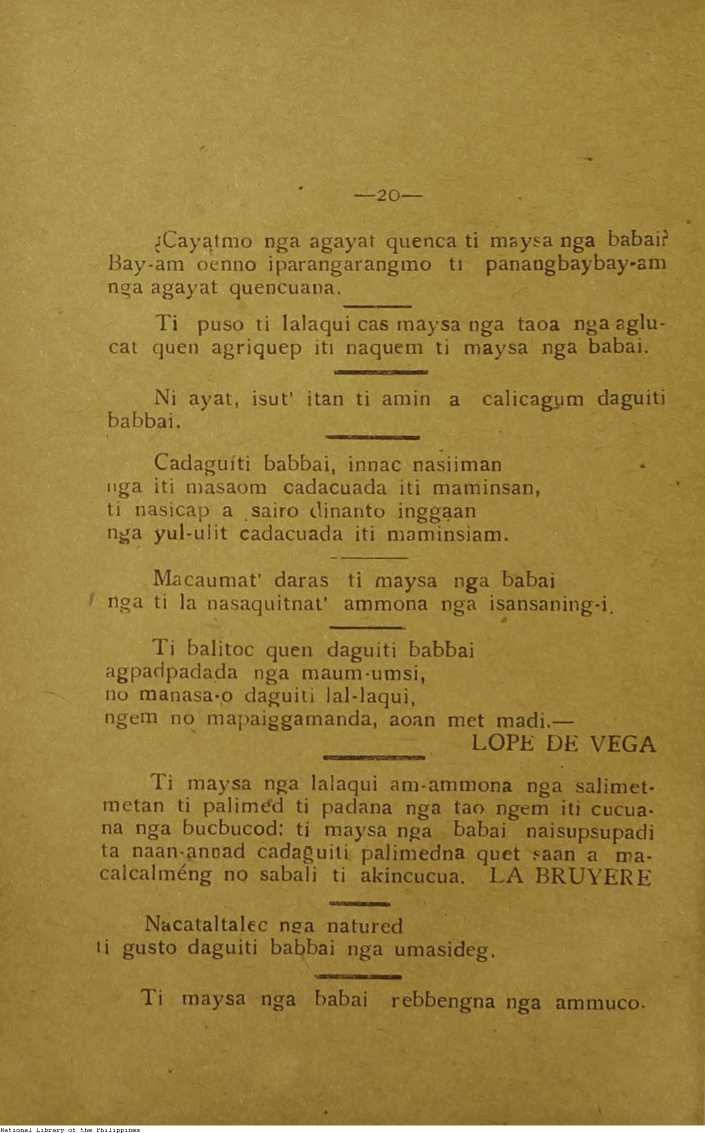 —20—
¿Cayatmo nga agayat quenca ti maysa nga babai?
Bay-am oenno iparangarangmo ti panangbaybay-am
nga agayat quencuana.
Ti puso ti lalaqui cas maysa nga taoa nga aglu-
cat quen agriquep iti naquem ti maysa nga babai.
Ni ayat, isut' itan ti amin a calicagum daguiti
babbai.
Cadaguiti babbai, innac nasiiman
nga iti masaom cadacuada iti maminsan,
ti nasicap a sairo dinanto inggaan
nga yul-ulit cadacuada iti maminsiam.
Macaumat' daras ti maysa nga babai
nga ti la nasaquitnat' ammona nga isansaning-i.
Ti balitoc quen daguiti babbai
agpadpadada nga maum-umsi,
no manasa-o daguiti lal-laqui,
ngem no mapaiggamanda, aoan met madi.—
LOPE DE VEGA
Ti maysa nga lalaqui am-ammona nga salimet-
metan ti palimed ti padana nga tao ngem iti cucua-
na nga bucbucod: ti maysa nga babai naisupsupadi
ta naan-annad cadaguiti palimedna quet saan a ma-
calcalméng no sabali ti akincucua. LA BRUYERE
Nacataltalec nga natured
ti gusto daguiti babbai nga umasideg.
Ti maysa nga babai rebbengna nga ammuco-
National Library of the Philippines